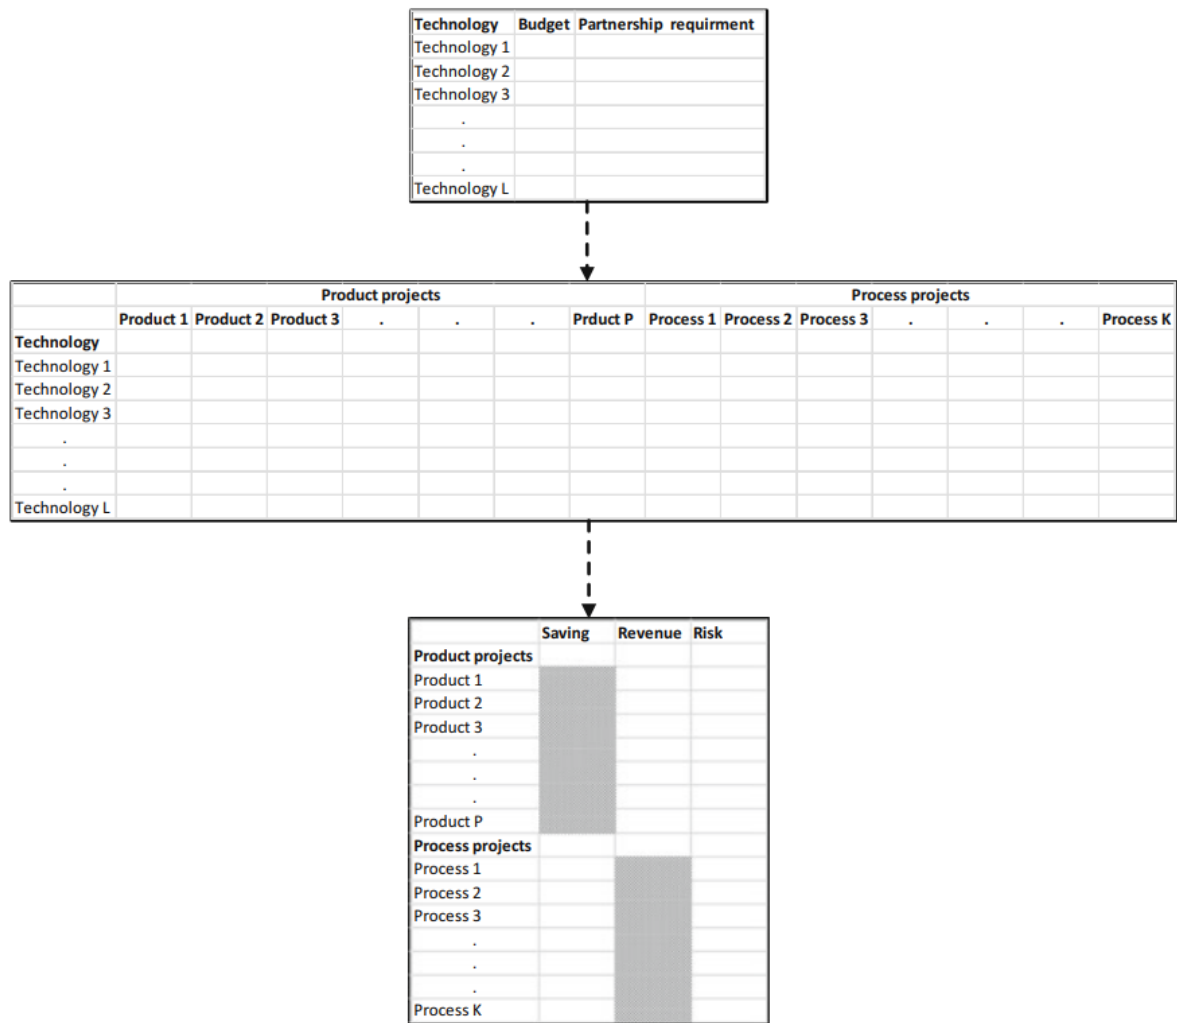 Technology Budget Partnership requirment
Technology 1
Technology 2
Technology 3
.
.
.
Technology L
Product projects Process projects
Product 1 Product 2 Product 3 . . . Prduct P Process 1 Process 2 Process 3 . . . Process K
Technology
Technology 1
Technology 2
Technology 3
.
.
.
Technology L
Saving Revenue Risk
Product projects
Product 1
Product 2
Product 3
.
.
.
Product P
Process projects
Process 1
Process 2
Process 3
.
.
.
Process K